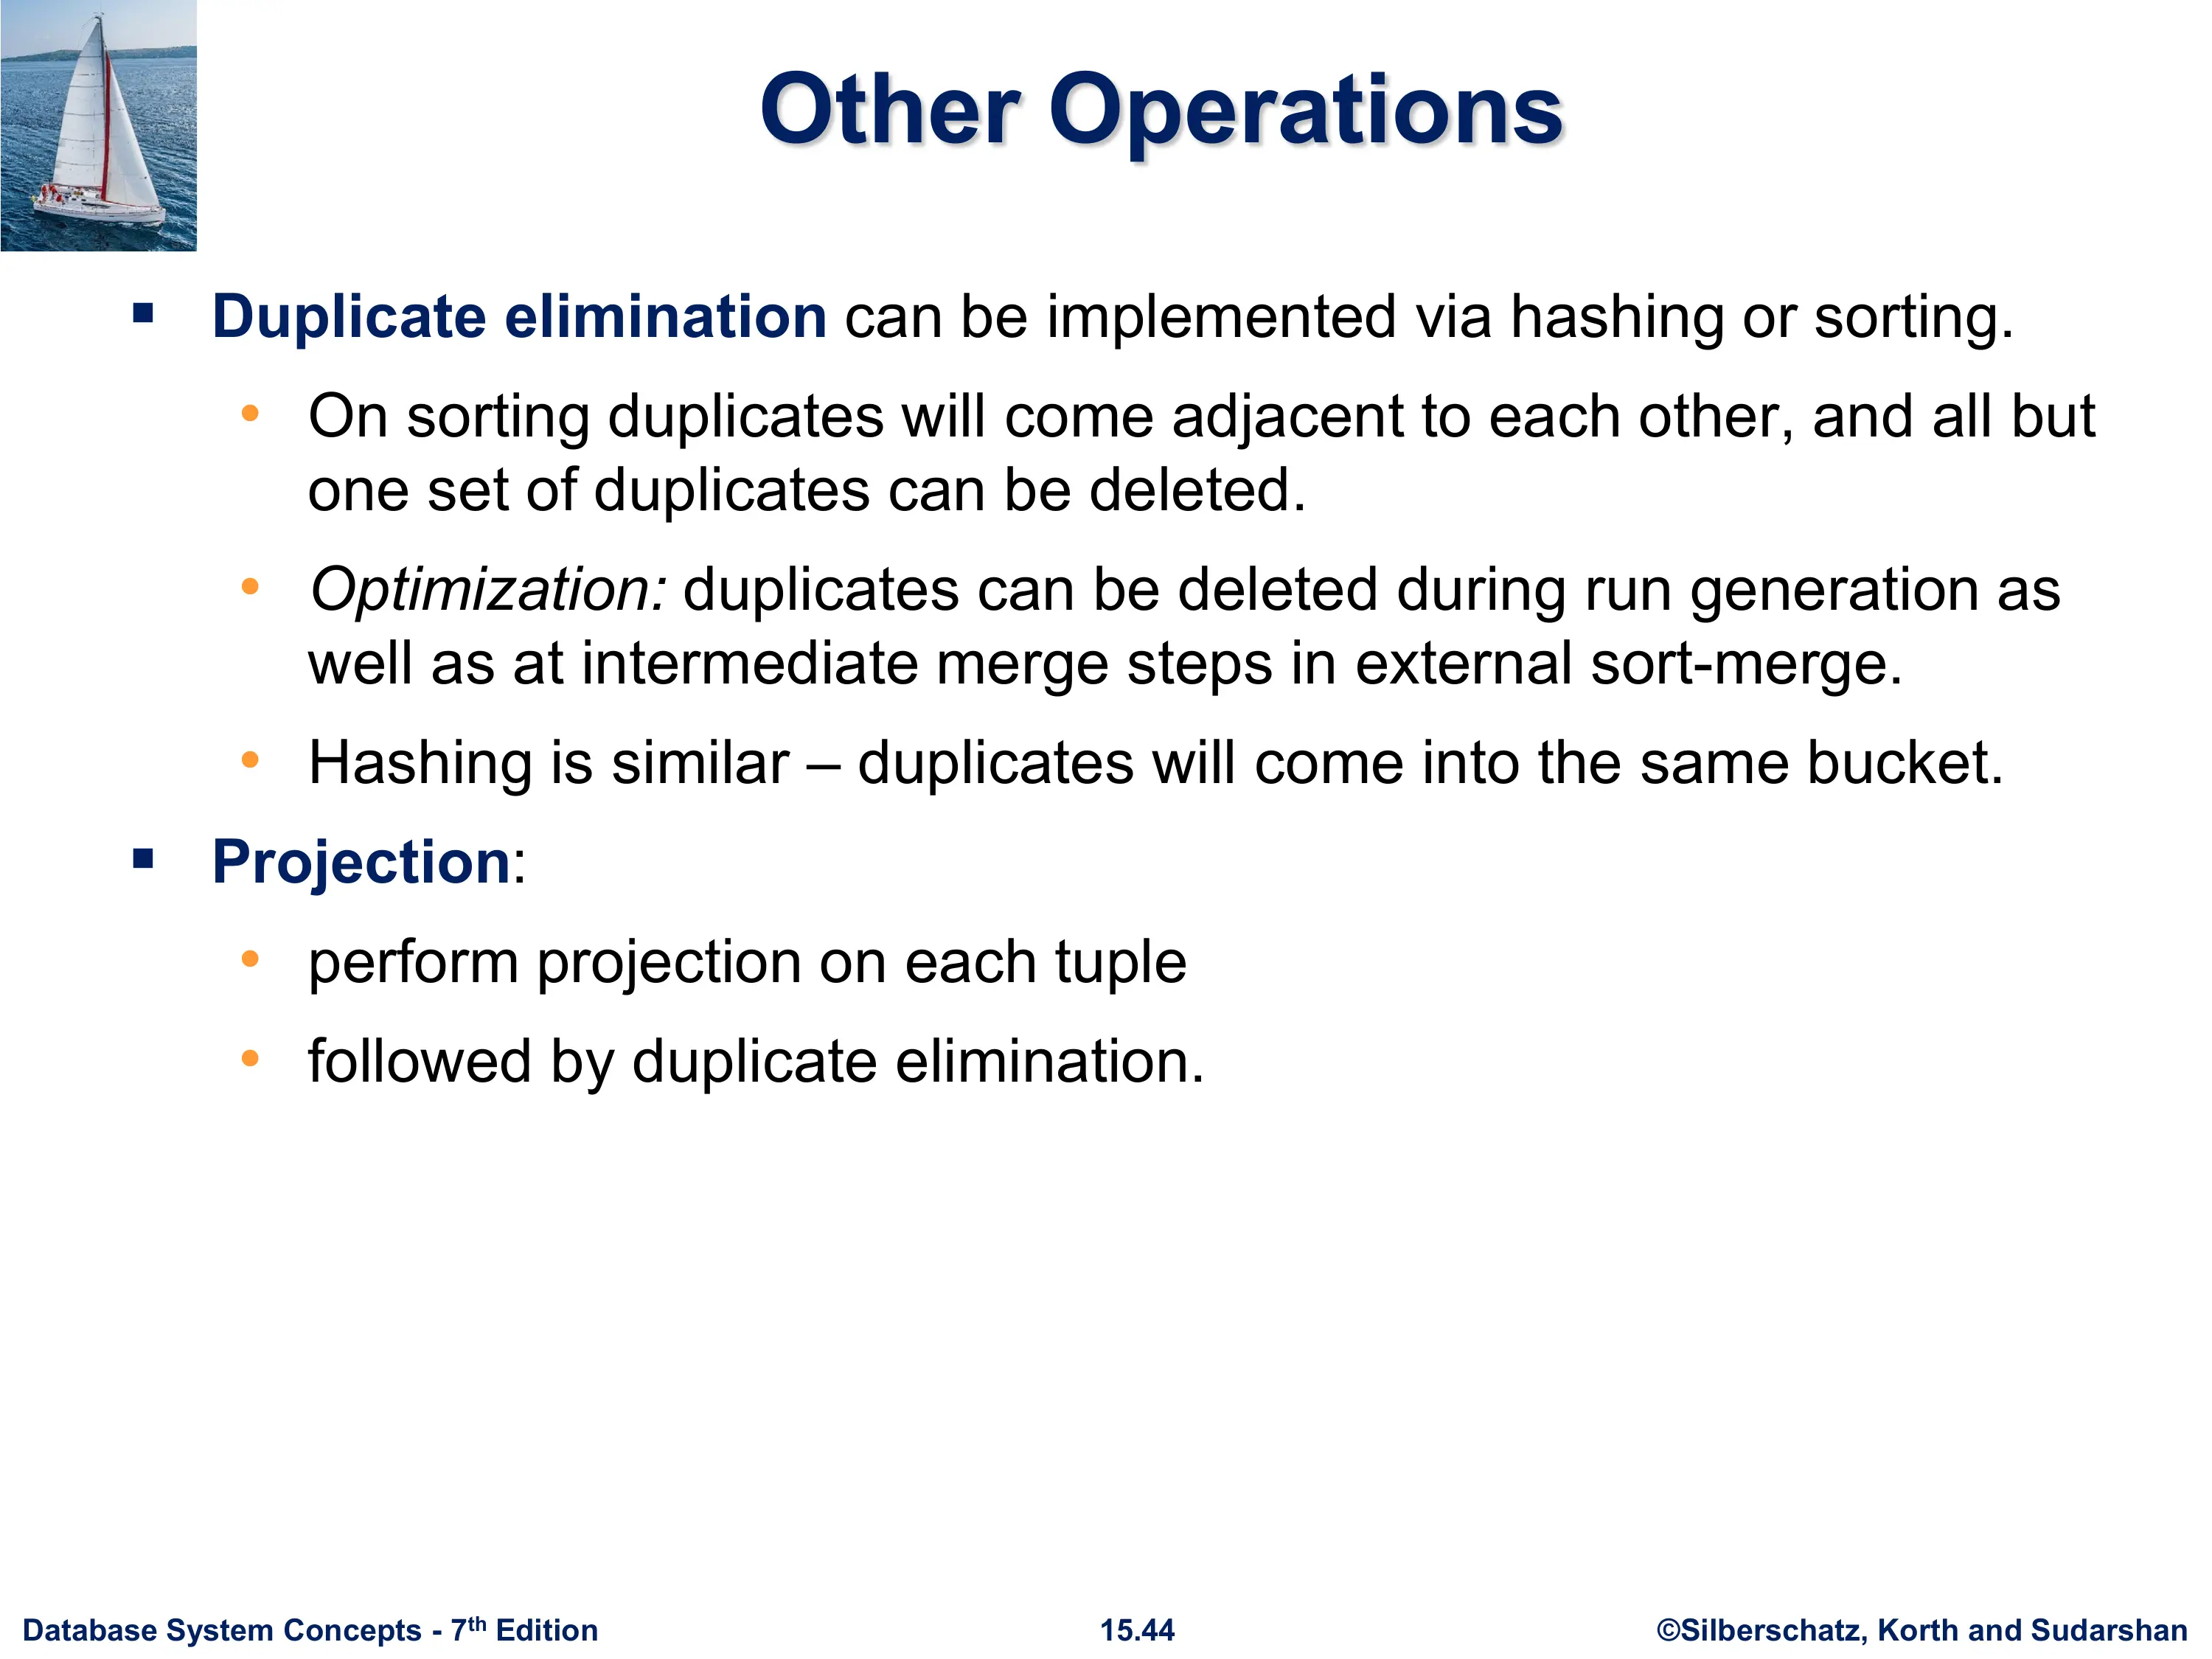 Other Operations
▪ Duplicate elimination can be implemented via hashing or sorting.
• On sorting duplicates will come adjacent to each other, and all but
one set of duplicates can be deleted.
• Optimization: duplicates can be deleted during run generation as
well as at intermediate merge steps in external sort-merge.
• Hashing is similar – duplicates will come into the same bucket.
▪ Projection:
• perform projection on each tuple
• followed by duplicate elimination.
Database System Concepts - 7th Edition 15.44 ©Silberschatz, Korth and Sudarshan